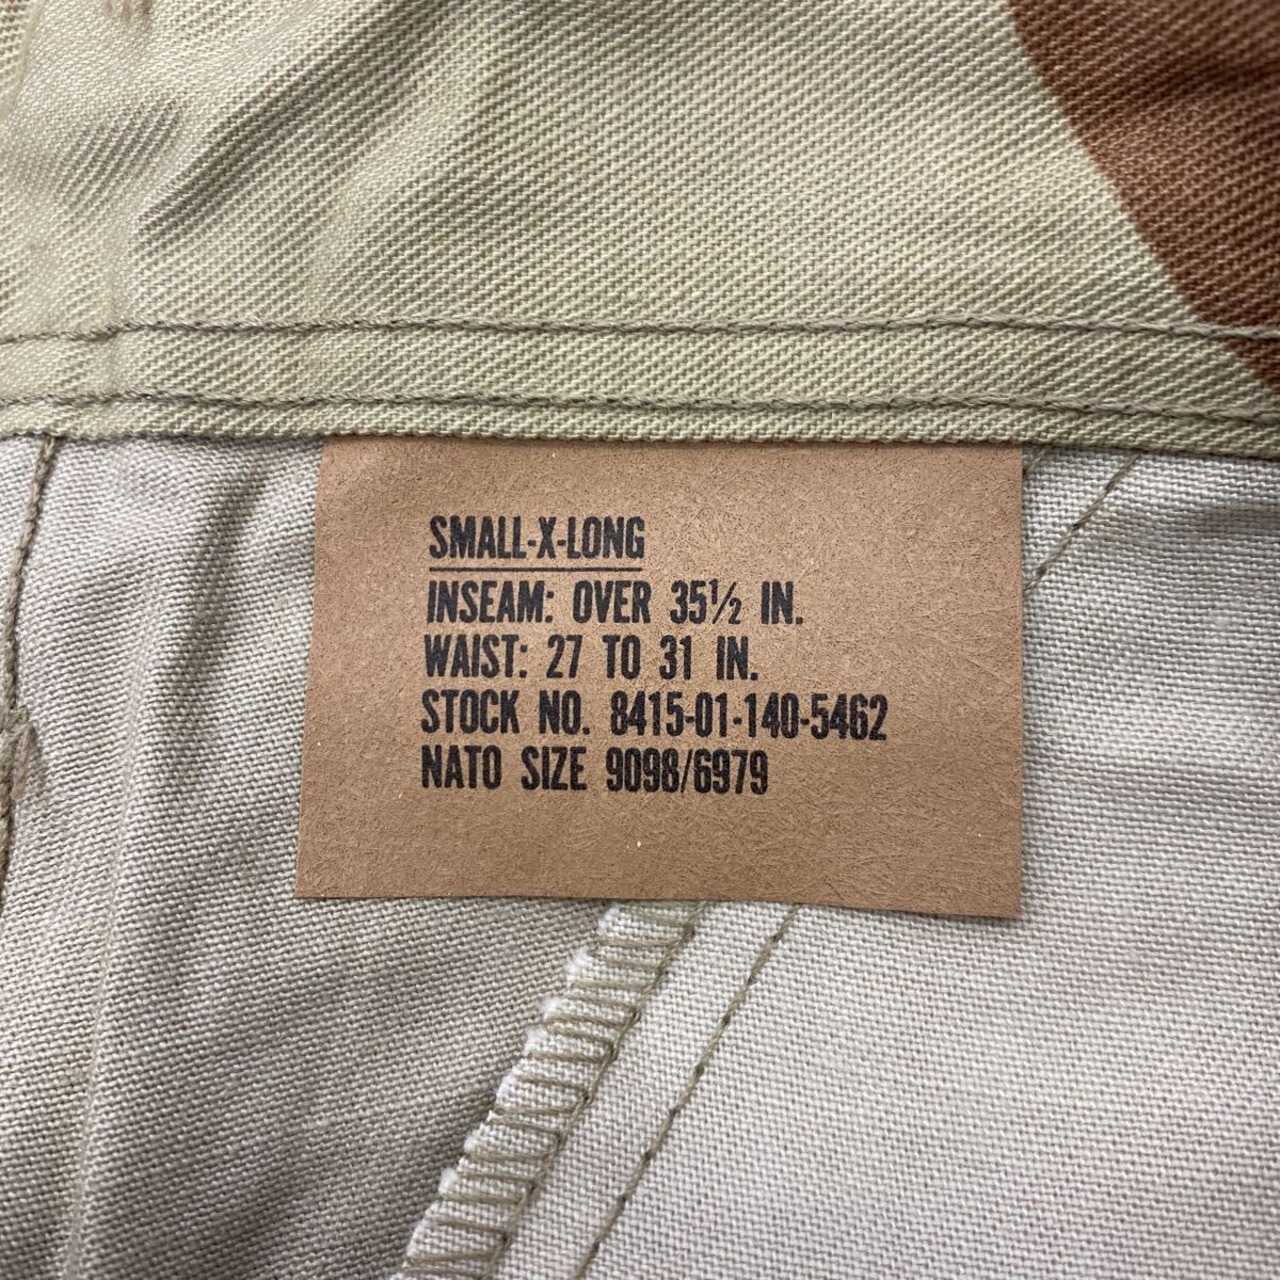 SMALL-X-LONG
INSEAM: OVER 35½ IN.
WAIST: 27 TO 31 IN.
STOCK NO. 8415-01-140-5462
NATO SIZE 9098/6979